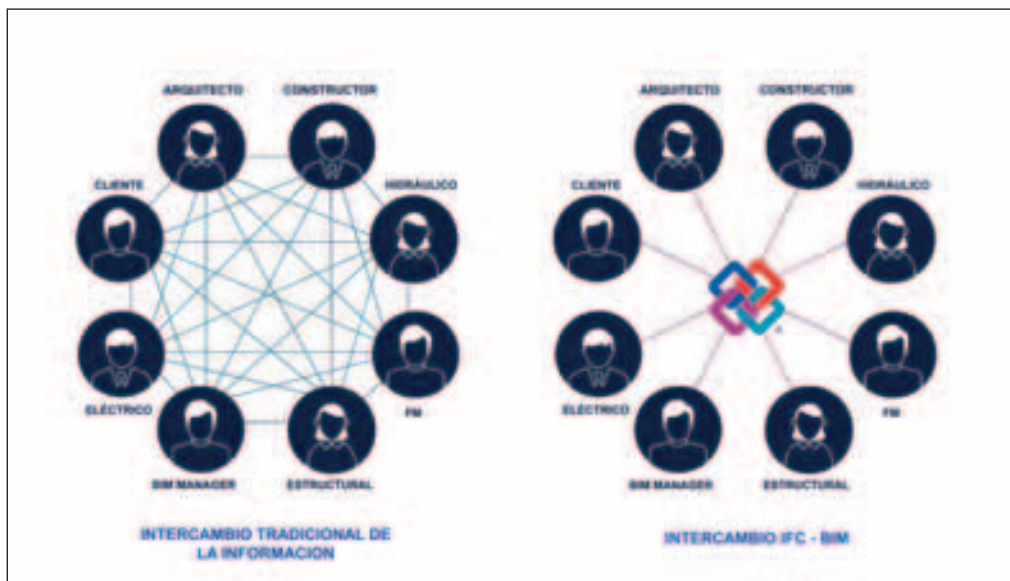 ARQUITECTO CONSTRUCTOR
CLIENTE HIDRÁULICO
ELÉCTRICO FM
BIM MANAGER ESTRUCTURAL
INTERCAMBIO TRADICIONAL DE
LA INFORMACION
ARQUITECTO CONSTRUCTOR
CLIENTE HIDRÁULICO
ELÉCTRICO FM
BIM MANAGER ESTRUCTURAL
INTERCAMBIO IFC - BIM